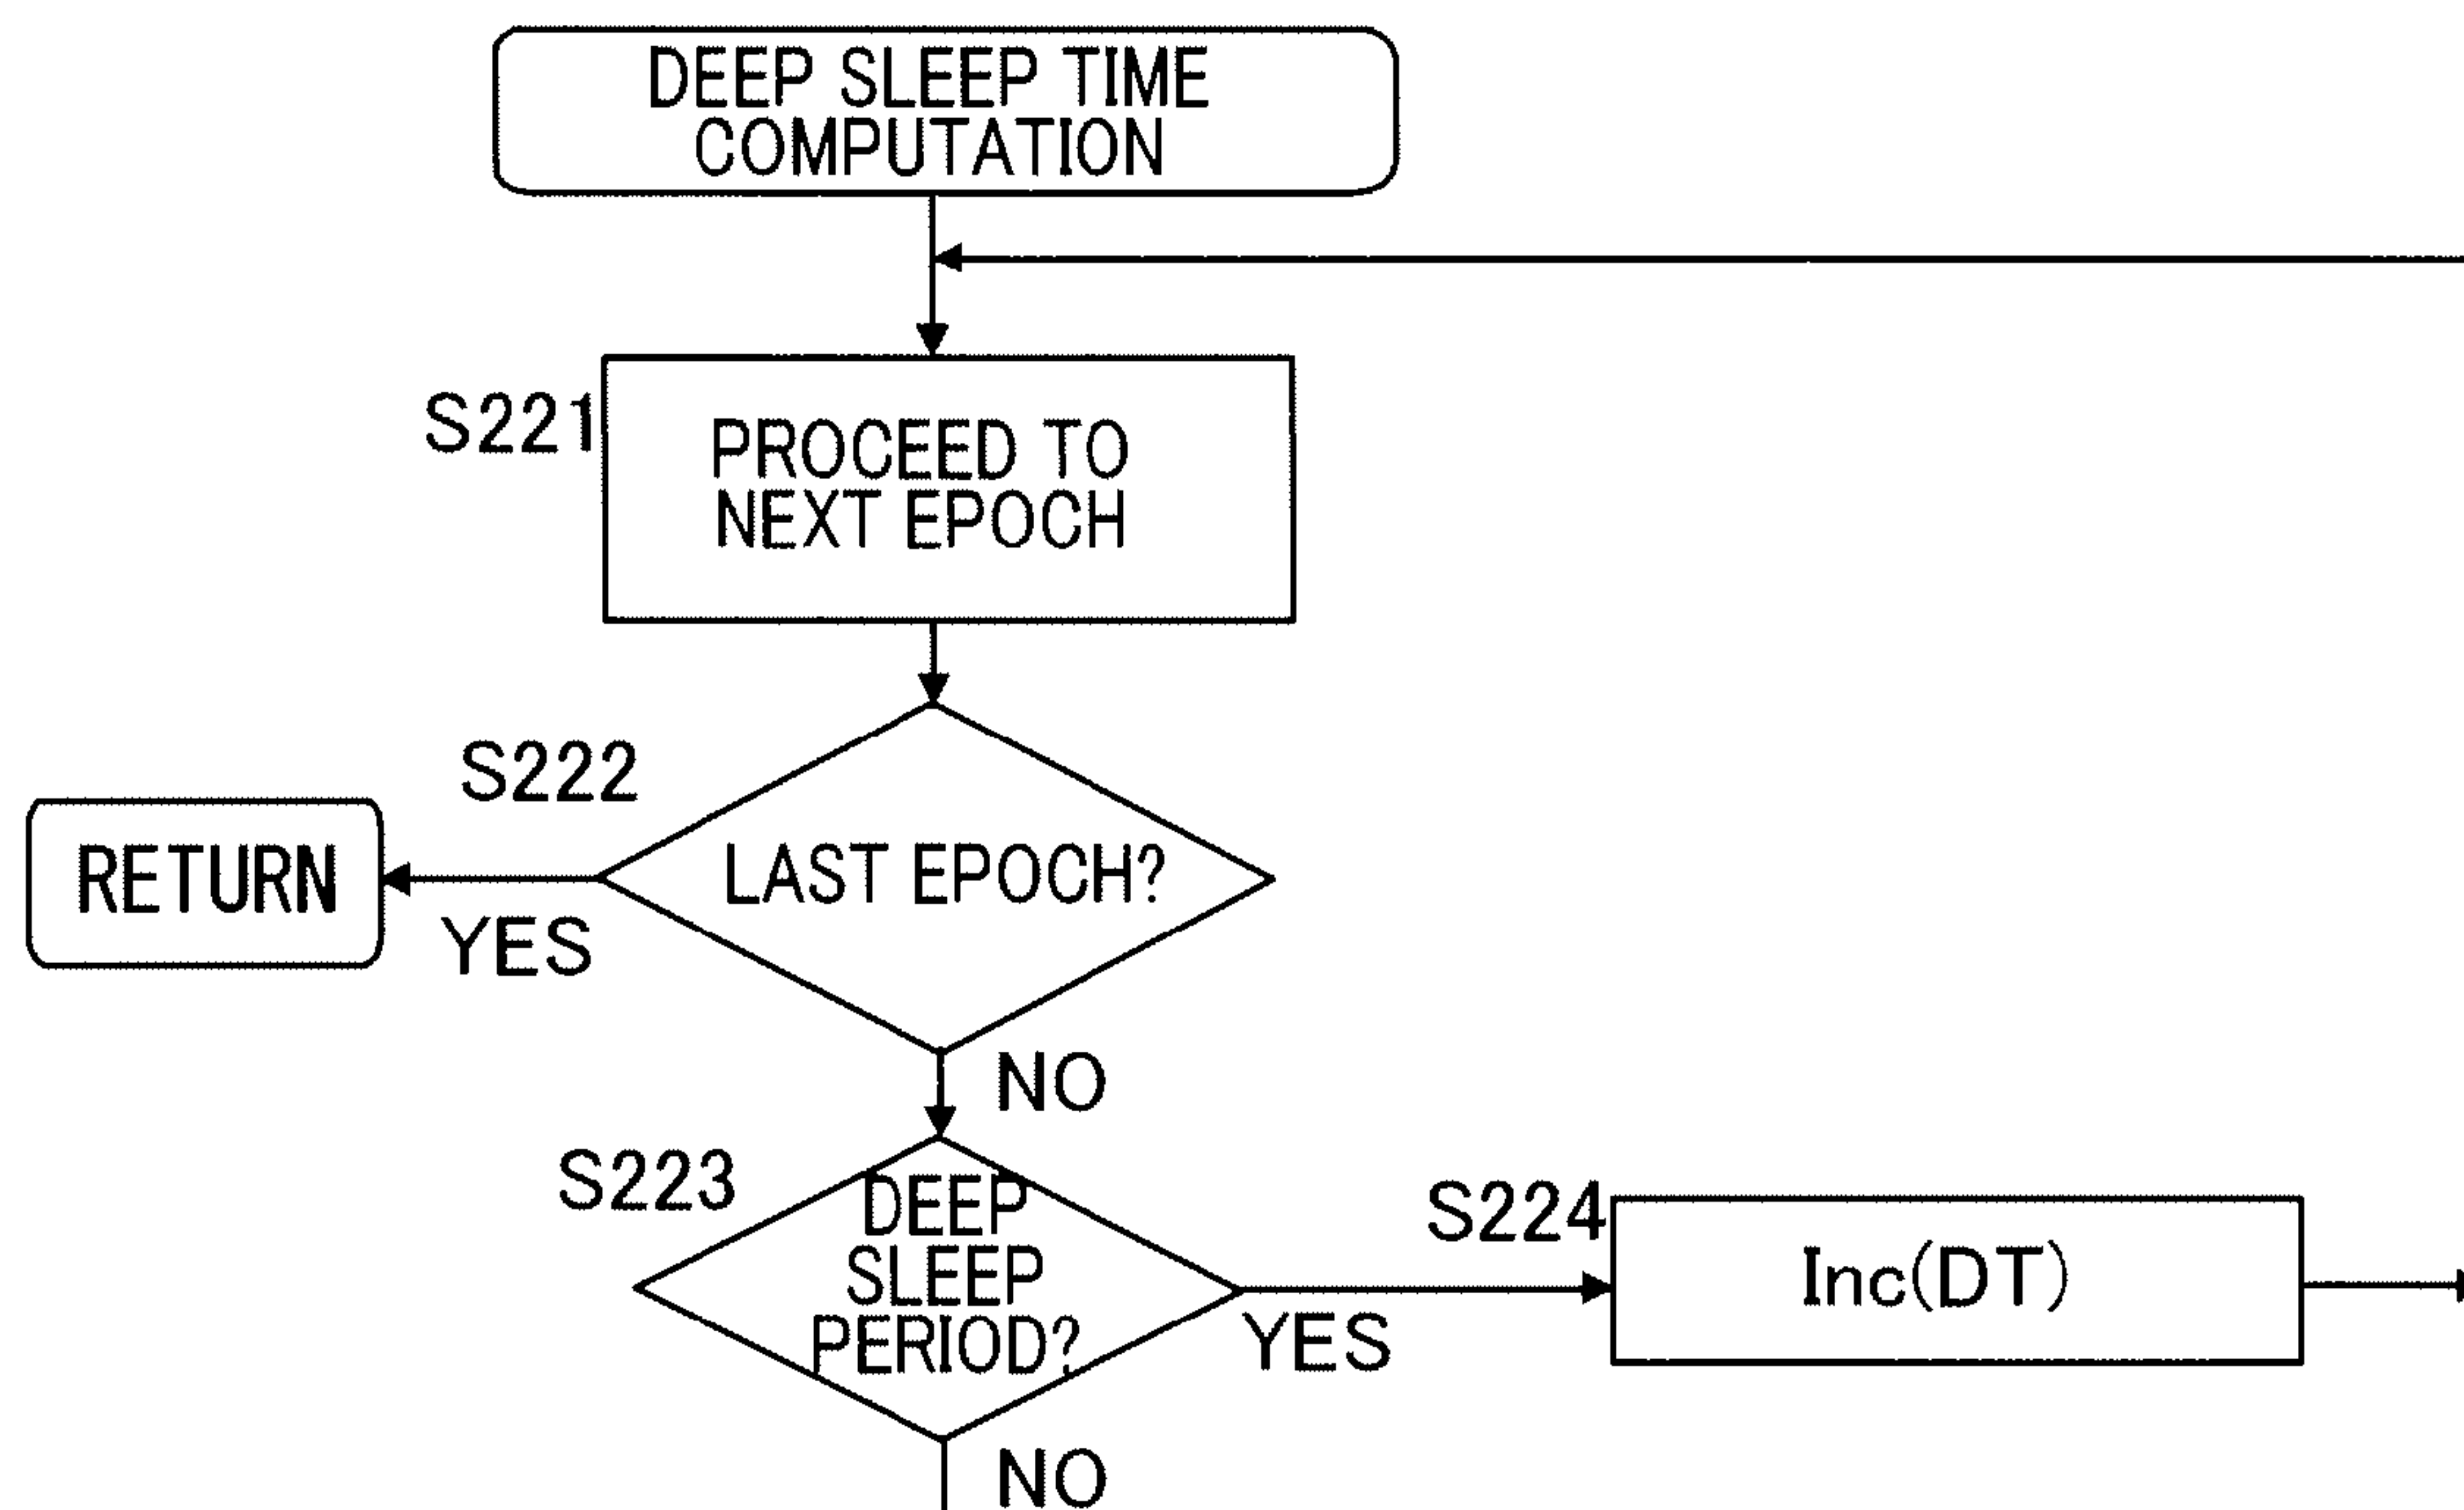 DEEP SLEEP TIME
COMPUTATION
S221
PROCEED TO
NEXT EPOCH
S222
LAST EPOCH?
RETURN
YES
NO
S223
DEEP
SLEEP
PERIOD?
YES
S224
Inc(DT)
NO